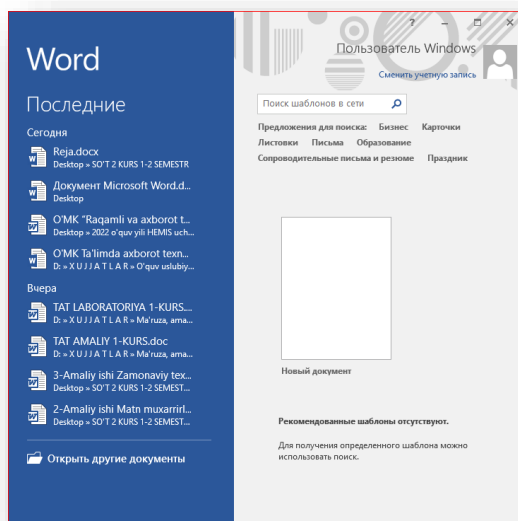 Word
Последние
Сегодня
Reja.docx
Desktop » SO'T 2 KURS 1-2 SEMESTR
Документ Microsoft Word.d...
Desktop
O'MK "Raqamli va axborot t...
Desktop » 2022 o'quv yili HEMIS uch...
O'MK Ta'limda axborot texn...
D: » X U J J A T L A R » O'quv uslubiy...
Вчера
TAT LABORATORIYA 1-KURS....
D: » X U J J A T L A R » Ma'ruza, ama...
TAT AMALIY 1-KURS.doc
D: » X U J J A T L A R » Ma'ruza, ama...
3-Amaliy ishi Zamonaviy tex...
Desktop » SO'T 2 KURS 1-2 SEMEST...
2-Amaliy ishi Matn muxarrirl...
Desktop » SO'T 2 KURS 1-2 SEMEST...
Открыть другие документы
?
Пользователь Windows
Сменить учетную запись
Поиск шаблонов в сети
Предложения для поиска: Бизнес Карточки
Листовки Письма Образование
Сопроводительные письма и резюме Праздник
Новый документ
Рекомендованные шаблоны отсутствуют.
Для получения определенного шаблона можно
использовать поиск.